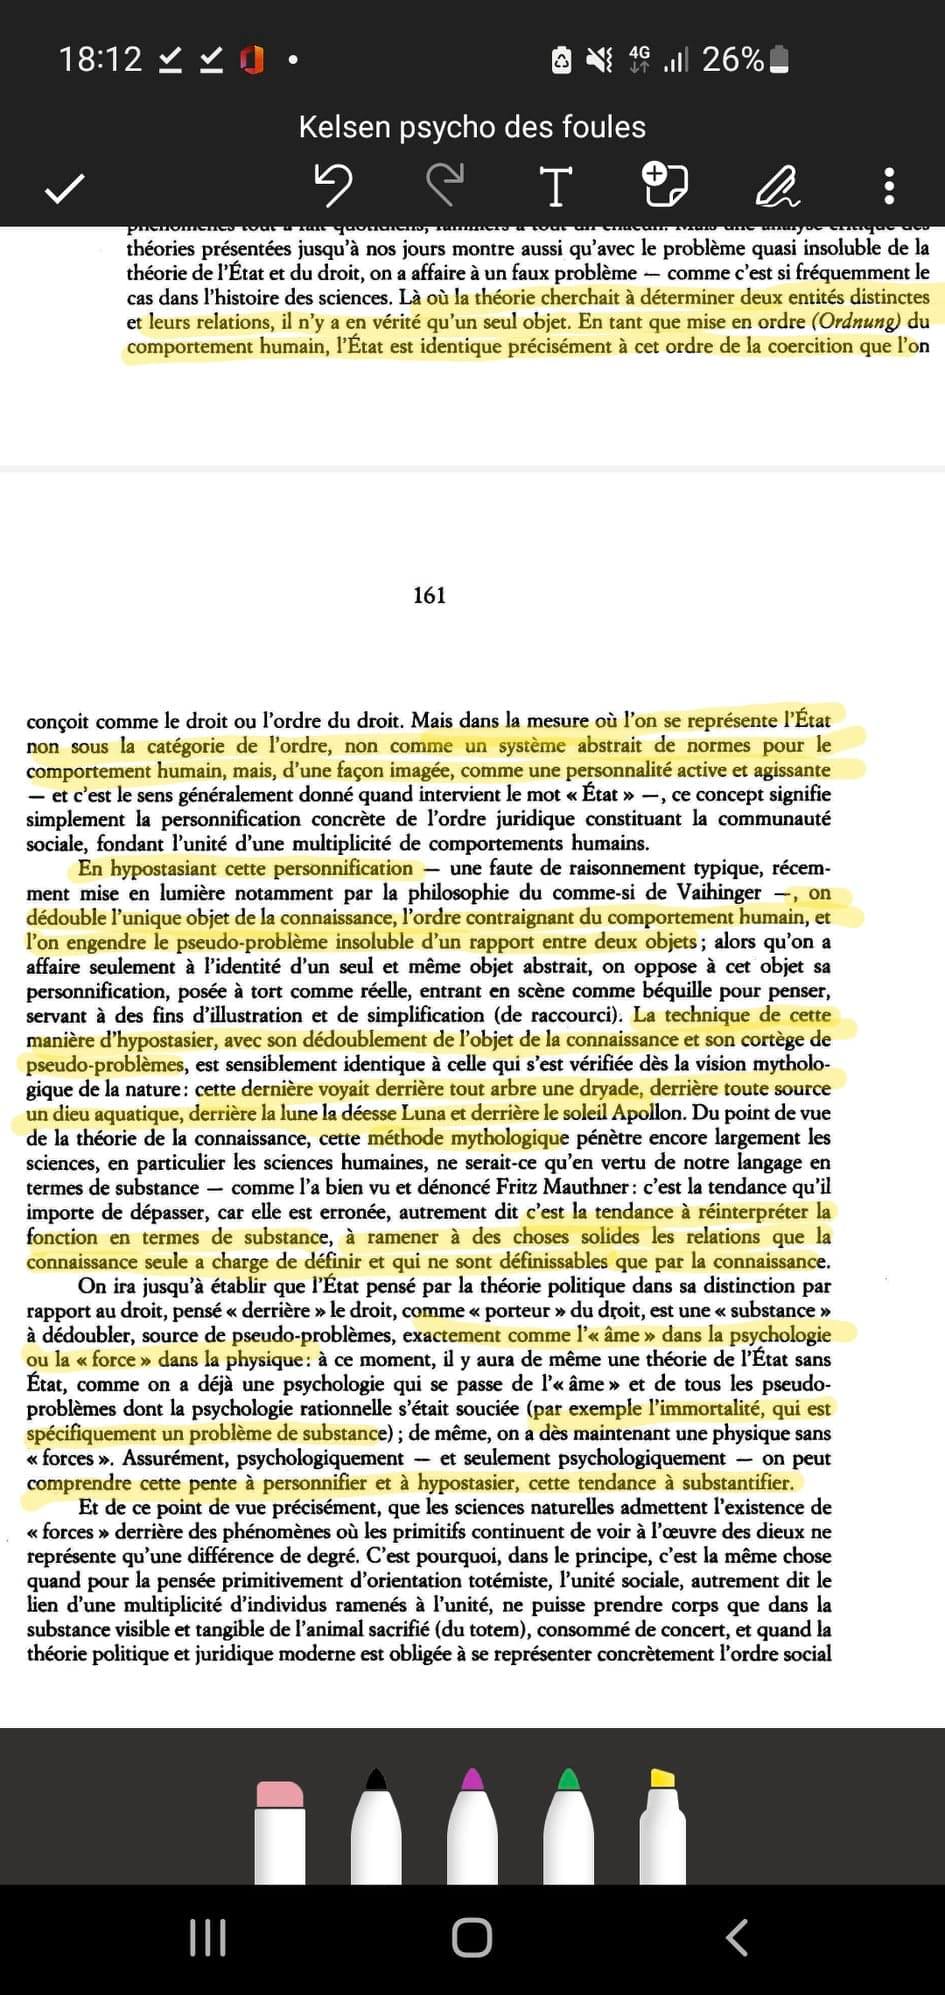 18:12
4G
26%
Kelsen psycho des foules
T
théories présentées jusqu'à nos jours montre aussi qu'avec le problème quasi insoluble de la
théorie de l'État et du droit, on a affaire à un faux problème — comme c'est si fréquemment le
cas dans l'histoire des sciences. Là où la théorie cherchait à déterminer deux entités distinctes
et leurs relations, il n'y a en vérité qu'un seul objet. En tant que mise en ordre (Ordnung) du
comportement humain, l'État est identique précisément à cet ordre de la coercition que l'on
161
conçoit comme le droit ou l'ordre du droit. Mais dans la mesure où l'on se représente l'État
non sous la catégorie de l'ordre, non comme un système abstrait de normes pour le
comportement humain, mais, d'une façon imagée, comme une personnalité active et agissante
— et c'est le sens généralement donné quand intervient le mot « État » —, ce concept signifie
simplement la personnification concrète de l'ordre juridique constituant la communauté
sociale, fondant l'unité d'une multiplicité de comportements humains.
En hypostasiant cette personnification — une faute de raisonnement typique, récem-
ment mise en lumière notamment par la philosophie du comme-si de Vaihinger —, on
dédouble l'unique objet de la connaissance, l'ordre contraignant du comportement humain, et
l'on engendre le pseudo-problème insoluble d'un rapport entre deux objets ; alors qu'on a
affaire seulement à l'identité d'un seul et même objet abstrait, on oppose à cet objet sa
personnification, posée à tort comme réelle, entrant en scène comme béquille pour penser,
servant à des fins d'illustration et de simplification (de raccourci). La technique de cette
manière d'hypostasier, avec son dédoublement de l'objet de la connaissance et son cortège de
pseudo-problèmes, est sensiblement identique à celle qui s'est vérifiée dès la vision mytholo-
gique de la nature : cette dernière voyait derrière tout arbre une dryade, derrière toute source
un dieu aquatique, derrière la lune la déesse Luna et derrière le soleil Apollon. Du point de vue
de la théorie de la connaissance, cette méthode mythologique pénètre encore largement les
sciences, en particulier les sciences humaines, ne serait-ce qu'en vertu de notre langage en
termes de substance — comme l'a bien vu et dénoncé Fritz Mauthner : c'est la tendance qu'il
importe de dépasser, car elle est erronée, autrement dit c'est la tendance à réinterpréter la
fonction en termes de substance, à ramener à des choses solides les relations que la
connaissance seule a charge de définir et qui ne sont définissables que par la connaissance.
On ira jusqu'à établir que l'État pensé par la théorie politique dans sa distinction par
rapport au droit, pensé « derrière » le droit, comme « porteur » du droit, est une « substance »
à dédoubler, source de pseudo-problèmes, exactement comme l'« âme » dans la psychologie
ou la « force » dans la physique : à ce moment, il y aura de même une théorie de l'État sans
État, comme on a déjà une psychologie qui se passe de l'« âme » et de tous les pseudo-
problèmes dont la psychologie rationnelle s'était souciée (par exemple l'immortalité, qui est
spécifiquement un problème de substance) ; de même, on a dès maintenant une physique sans
« forces ». Assurément, psychologiquement — et seulement psychologiquement — on peut
comprendre cette pente à personnifier et à hypostasier, cette tendance à substantifier.
Et de ce point de vue précisément, que les sciences naturelles admettent l'existence de
« forces » derrière des phénomènes où les primitifs continuent de voir à l'œuvre des dieux ne
représente qu'une différence de degré. C'est pourquoi, dans le principe, c'est la même chose
quand pour la pensée primitivement d'orientation totémiste, l'unité sociale, autrement dit le
lien d'une multiplicité d'individus ramenés à l'unité, ne puisse prendre corps que dans la
substance visible et tangible de l'animal sacrifié (du totem), consommé de concert, et quand la
théorie politique et juridique moderne est obligée à se représenter concrètement l'ordre social